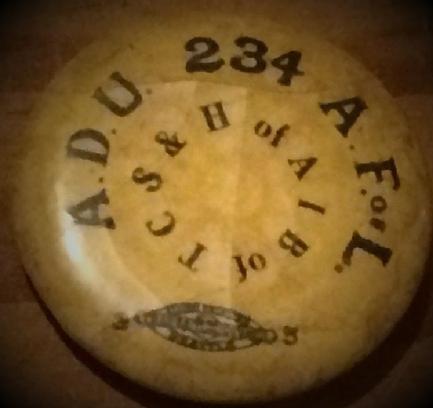 A.D.U. 234 A.F.of L.
I B of T C S & H of A